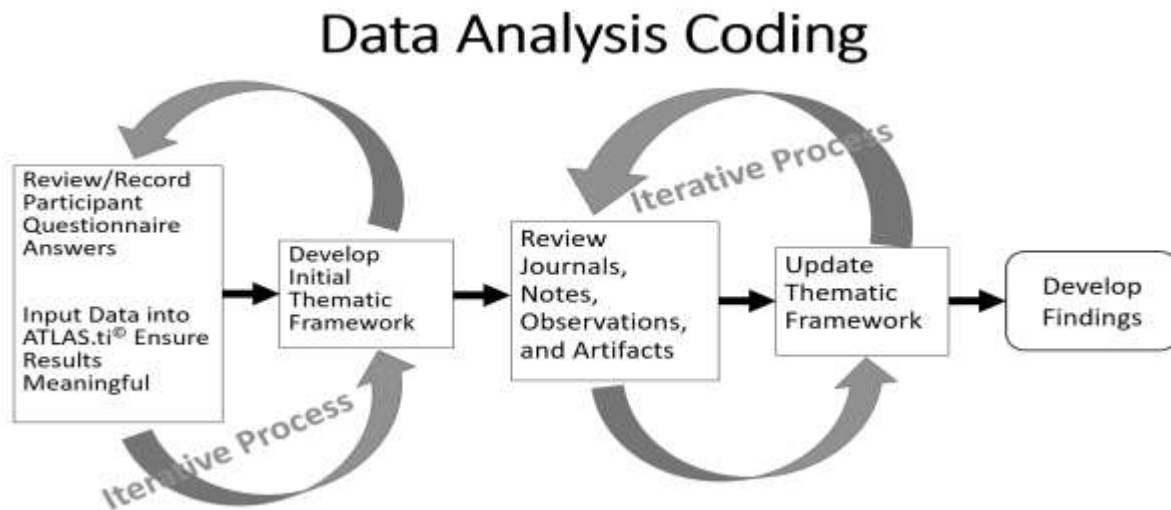 Data Analysis Coding
Review/Record
Participant
Questionnaire
Answers
Input Data into
ATLAS.ti© Ensure
Results
Meaningful
Iterative Process
Develop
Initial
Thematic
Framework
Review
Journals,
Notes,
Observations,
and Artifacts
Iterative Process
Update
Thematic
Framework
Develop
Findings